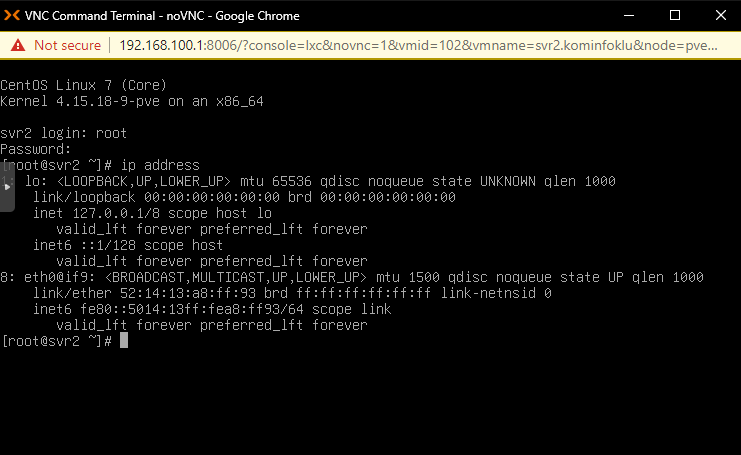 VNC Command Terminal - noVNC - Google Chrome
Not secure | 192.168.100.1:8006/?console=lxc&novnc=1&vmid=102&vmname=svr2.kominfoklu&node=pve...
CentOS Linux 7 (Core)
Kernel 4.15.18-9-pve on an x86_64
svr2 login: root
Password:
[root@svr2 ~]# ip address
: lo: <LOOPBACK,UP,LOWER_UP> mtu 65536 qdisc noqueue state UNKNOWN qlen 1000
link/loopback 00:00:00:00:00:00 brd 00:00:00:00:00:00
inet 127.0.0.1/8 scope host lo
valid_lft forever preferred_lft forever
inet6 ::1/128 scope host
valid_lft forever preferred_lft forever
8: eth0@if9: <BROADCAST,MULTICAST,UP,LOWER_UP> mtu 1500 qdisc noqueue state UP qlen 1000
link/ether 52:14:13:a8:ff:93 brd ff:ff:ff:ff:ff:ff link-netnsid 0
inet6 fe80::5014:13ff:fea8:ff93/64 scope link
valid_lft forever preferred_lft forever
[root@svr2 ~]#